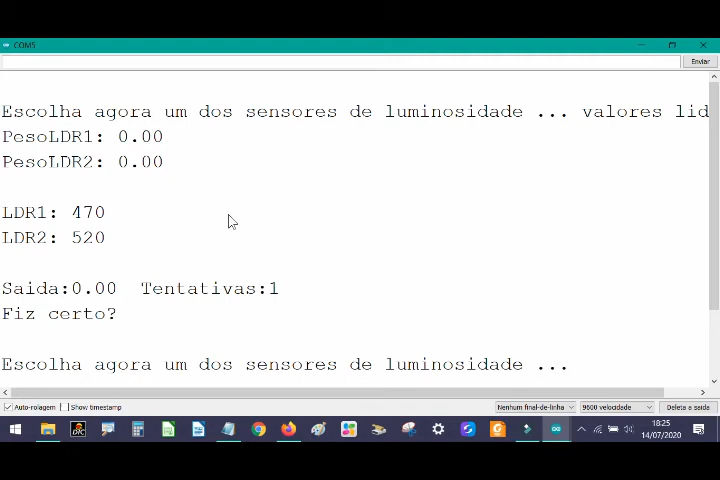 COM5
Enviar
Escolha agora um dos sensores de luminosidade ... valores lid
PesoLDR1: 0.00
PesoLDR2: 0.00
LDR1: 470
LDR2: 520
Saida:0.00 Tentativas:1
Fiz certo?
Escolha agora um dos sensores de luminosidade ...
Auto-rolagem Show timestamp Nenhum final-de-linha 9600 velocidade Deleta a saida
18:25
14/07/2020